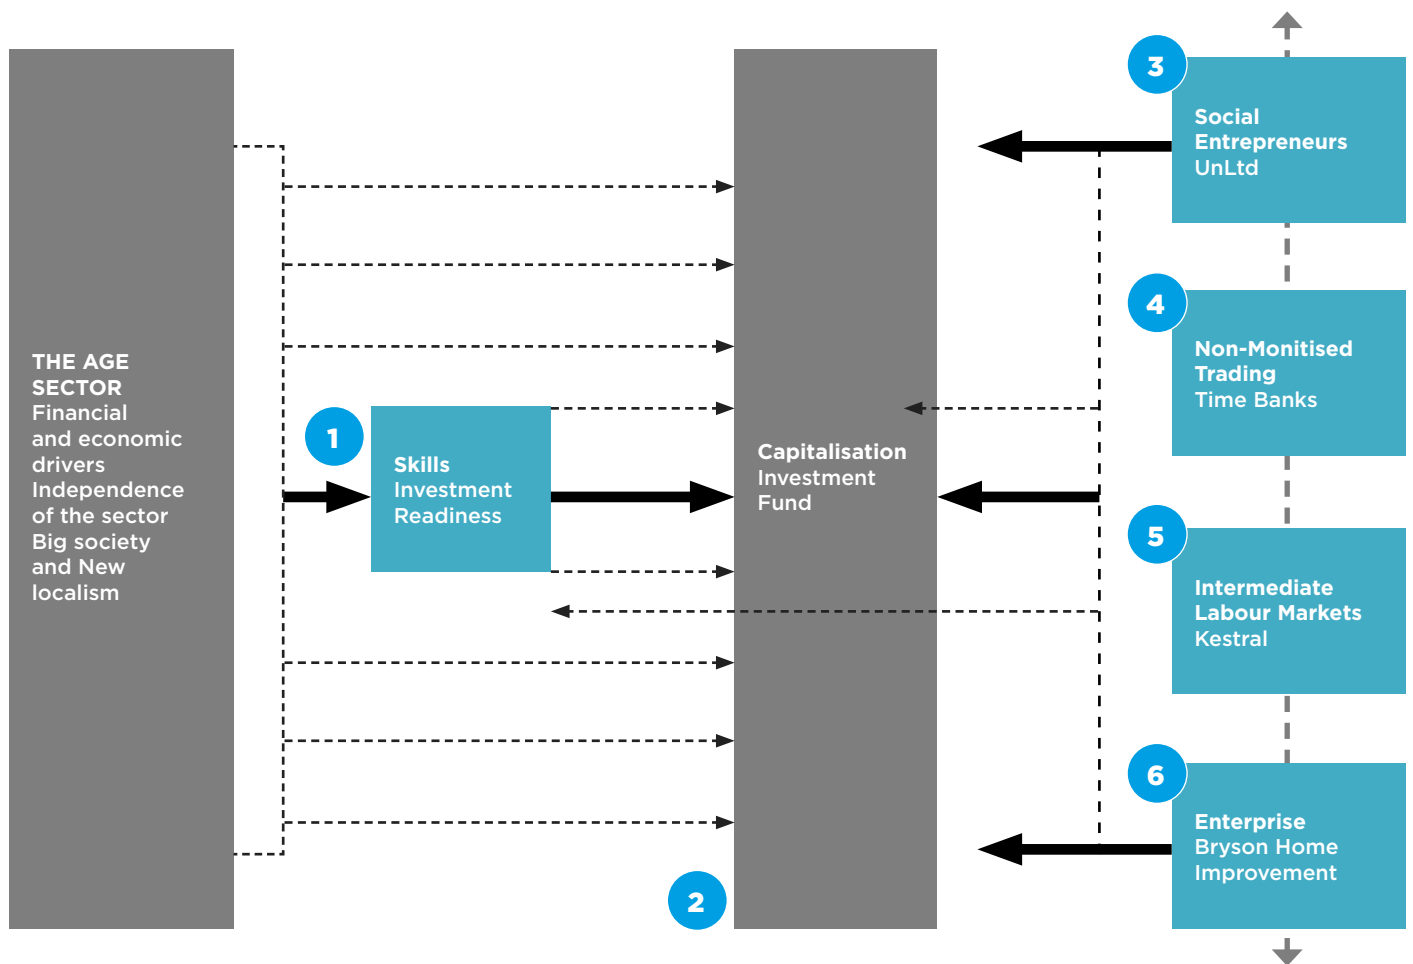 THE AGE
SECTOR
Financial
and economic
drivers
Independence
of the sector
Big society
and New
localism
1
Skills
Investment
Readiness
2
Capitalisation
Investment
Fund
3
Social
Entrepreneurs
UnLtd
4
Non-Monitised
Trading
Time Banks
5
Intermediate
Labour Markets
Kestral
6
Enterprise
Bryson Home
Improvement